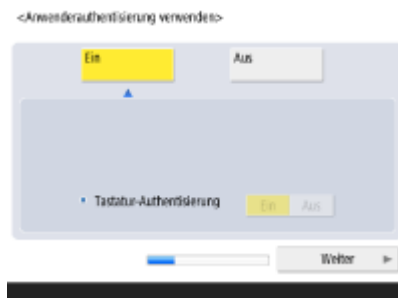 <Anwenderauthentisierung verwenden>
Ein Aus
• Tastatur-Authentisierung Ein Aus
Weiter ►